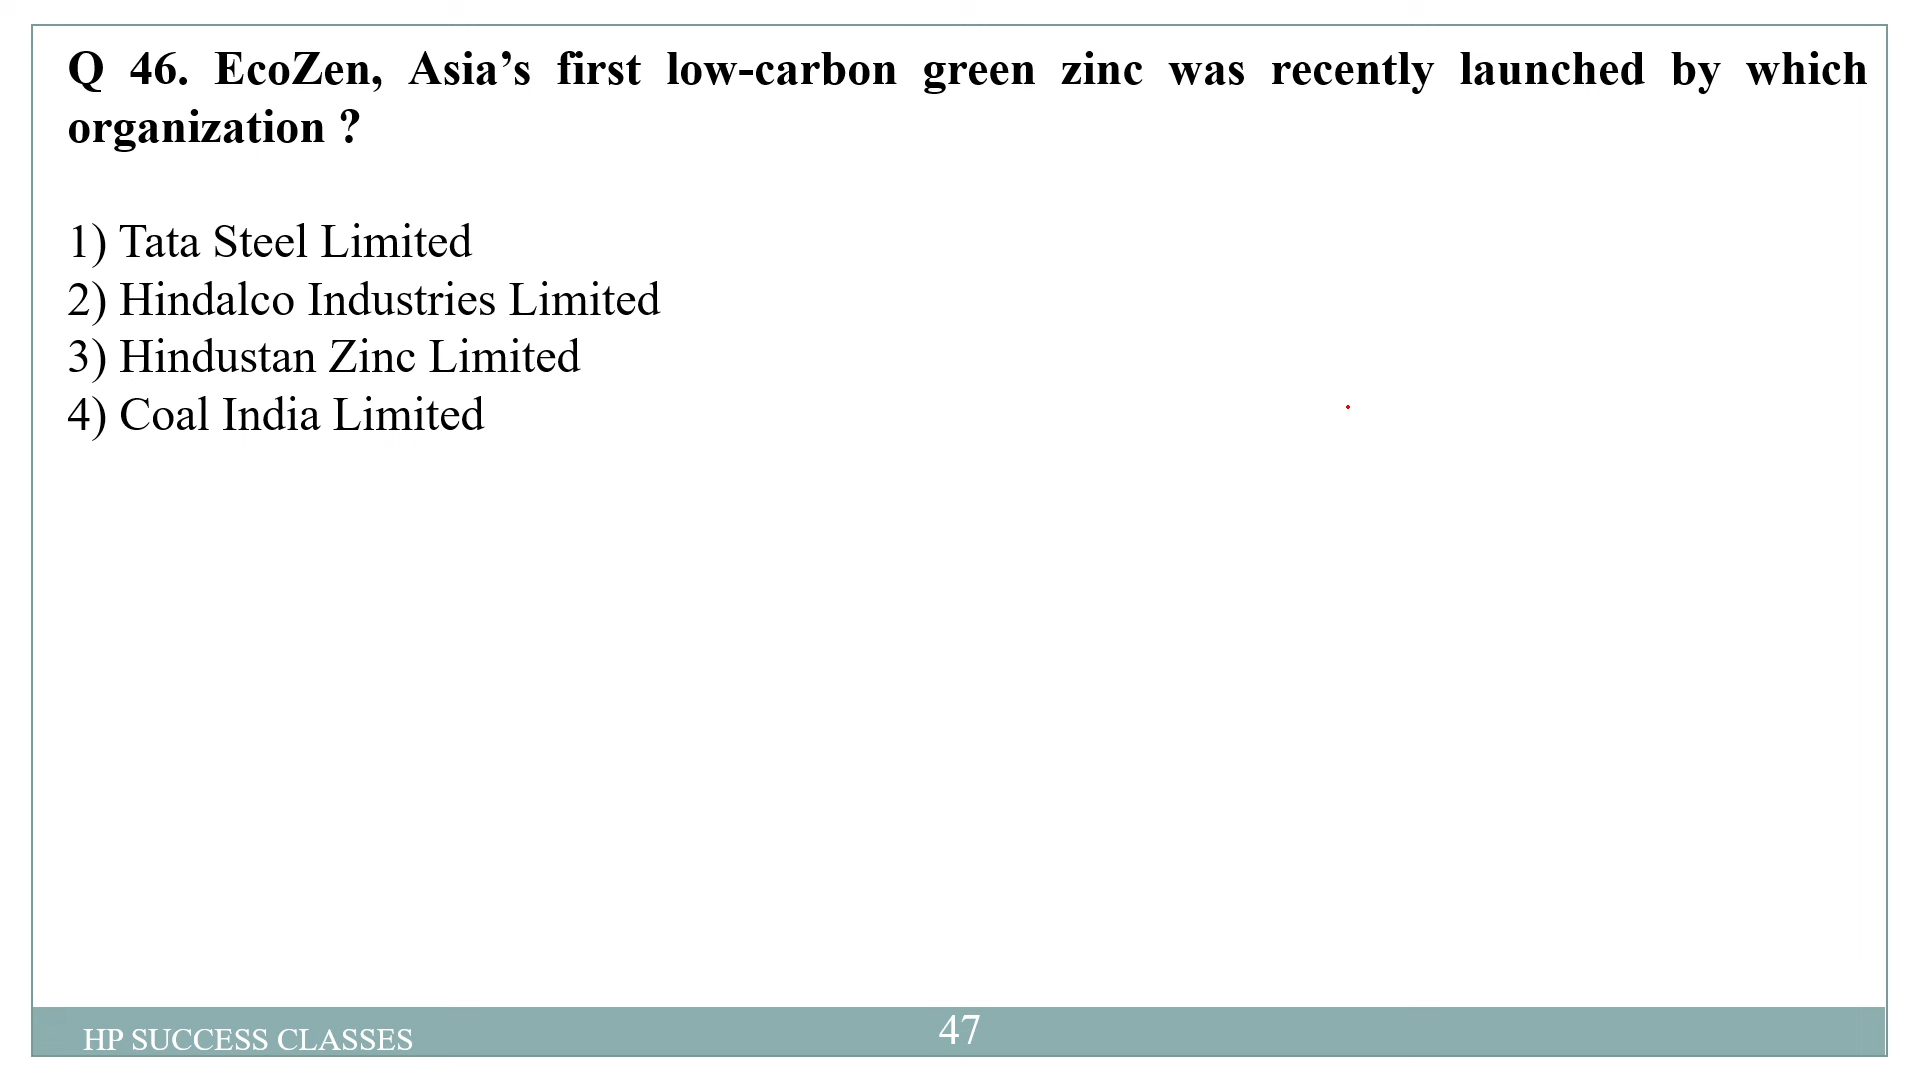 Q 46. EcoZen, Asia’s first low-carbon green zinc was recently launched by which
organization ?
1) Tata Steel Limited
2) Hindalco Industries Limited
3) Hindustan Zinc Limited
4) Coal India Limited
HP SUCCESS CLASSES
47